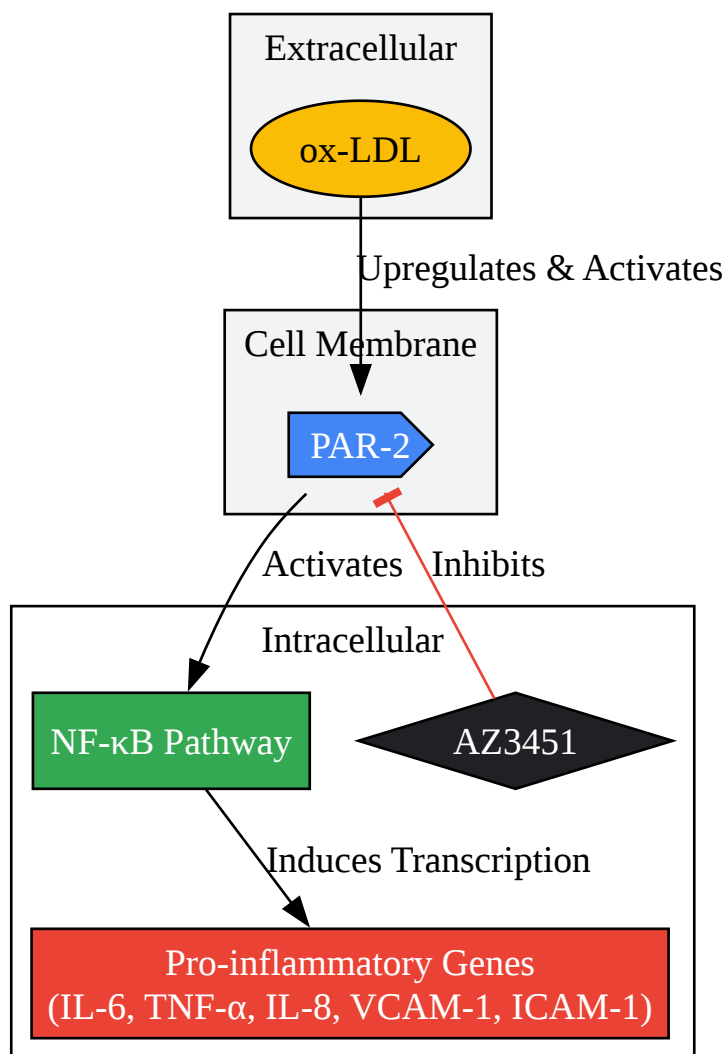 Extracellular
ox-LDL
Upregulates & Activates
Cell Membrane
PAR-2
Activates
Inhibits
Intracellular
NF-κB Pathway
AZ3451
Induces Transcription
Pro-inflammatory Genes
(IL-6, TNF-α, IL-8, VCAM-1, ICAM-1)